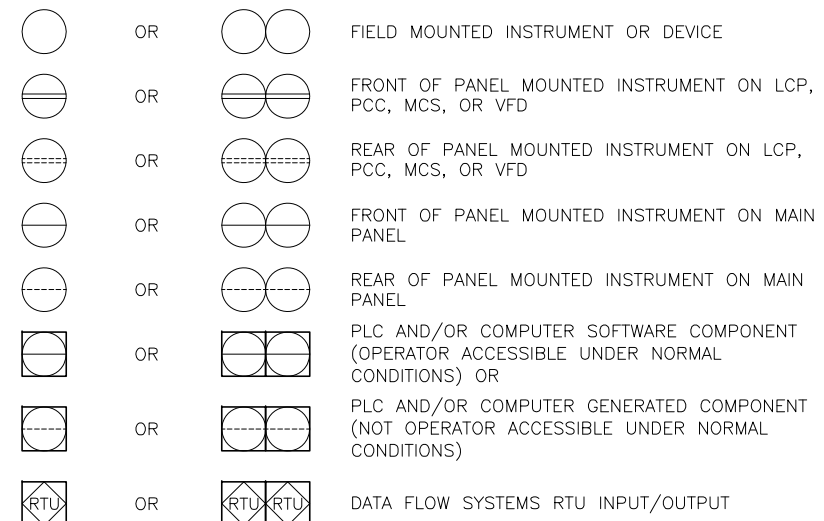 OR FIELD MOUNTED INSTRUMENT OR DEVICE
OR FRONT OF PANEL MOUNTED INSTRUMENT ON LCP,
PCC, MCS, OR VFD
OR REAR OF PANEL MOUNTED INSTRUMENT ON LCP,
PCC, MCS, OR VFD
OR FRONT OF PANEL MOUNTED INSTRUMENT ON MAIN
PANEL
OR REAR OF PANEL MOUNTED INSTRUMENT ON MAIN
PANEL
PLC AND/OR COMPUTER SOFTWARE COMPONENT
OR (OPERATOR ACCESSIBLE UNDER NORMAL
CONDITIONS) OR
PLC AND/OR COMPUTER GENERATED COMPONENT
OR (NOT OPERATOR ACCESSIBLE UNDER NORMAL
CONDITIONS)
RTU OR RTU RTU DATA FLOW SYSTEMS RTU INPUT/OUTPUT